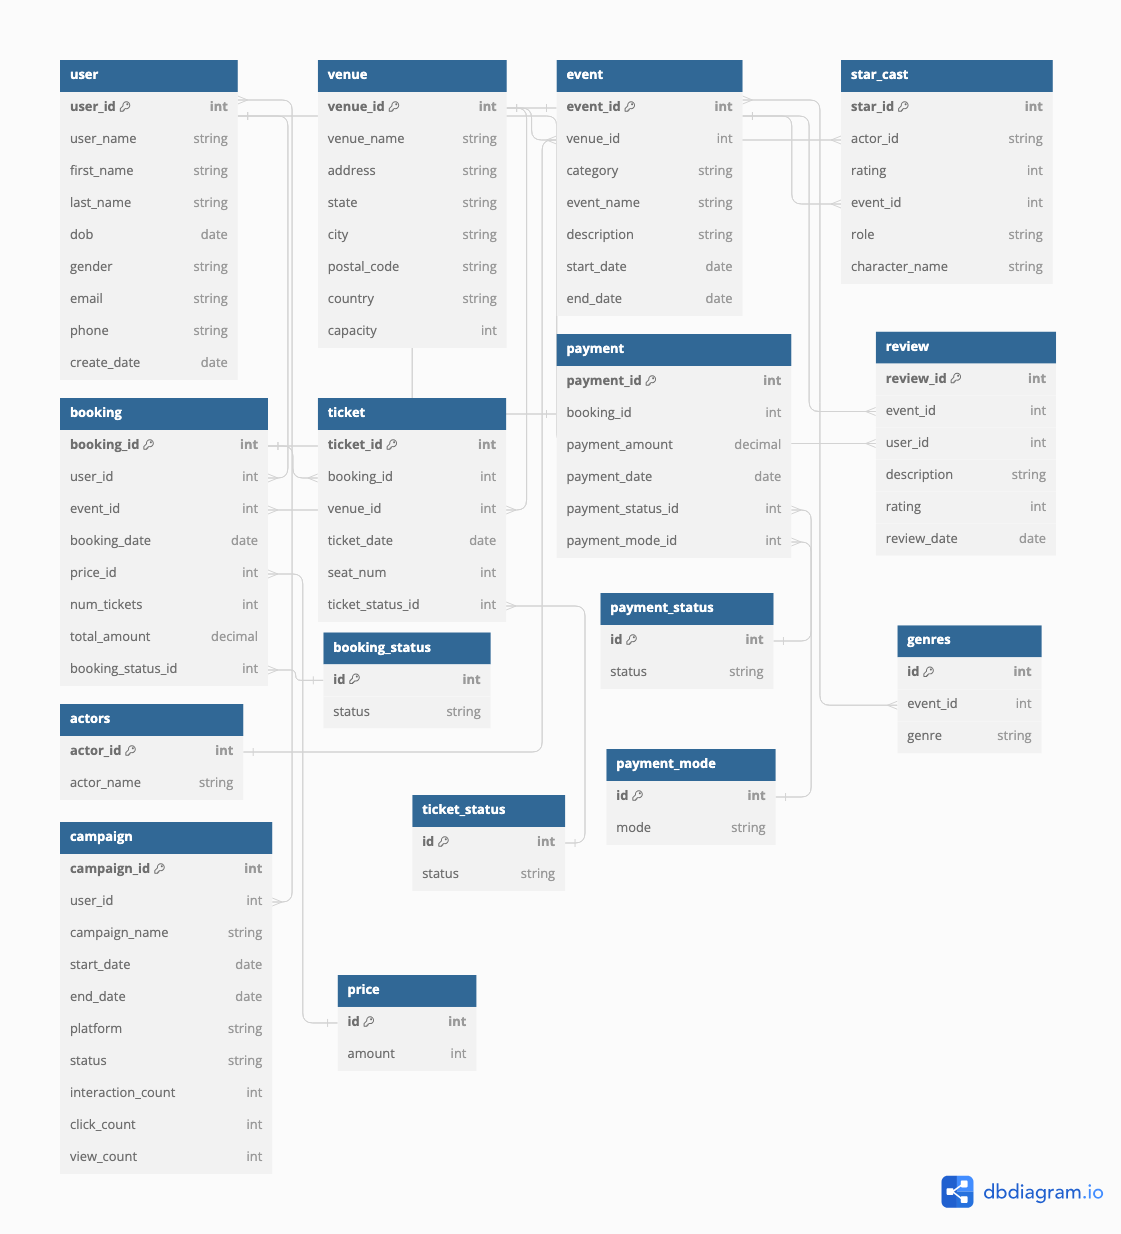 user
user_id int
user_name string
first_name string
last_name string
dob date
gender string
email string
phone string
create_date date
venue
venue_id int
venue_name string
address string
state string
city string
postal_code string
country string
capacity int
event
event_id int
venue_id int
category string
event_name string
description string
start_date date
end_date date
star_cast
star_id int
actor_id string
rating int
event_id int
role string
character_name string
payment
payment_id int
booking_id int
payment_amount decimal
payment_date date
payment_status_id int
payment_mode_id int
review
review_id int
event_id int
user_id int
description string
rating int
review_date date
booking
booking_id int
user_id int
event_id int
booking_date date
price_id int
num_tickets int
total_amount decimal
booking_status_id int
ticket
ticket_id int
booking_id int
venue_id int
ticket_date date
seat_num int
ticket_status_id int
payment_status
id int
status string
genres
id int
event_id int
genre string
booking_status
id int
status string
actors
actor_id int
actor_name string
payment_mode
id int
mode string
ticket_status
id int
status string
campaign
campaign_id int
user_id int
campaign_name string
start_date date
end_date date
platform string
status string
interaction_count int
click_count int
view_count int
price
id int
amount int
dbdiagram.io